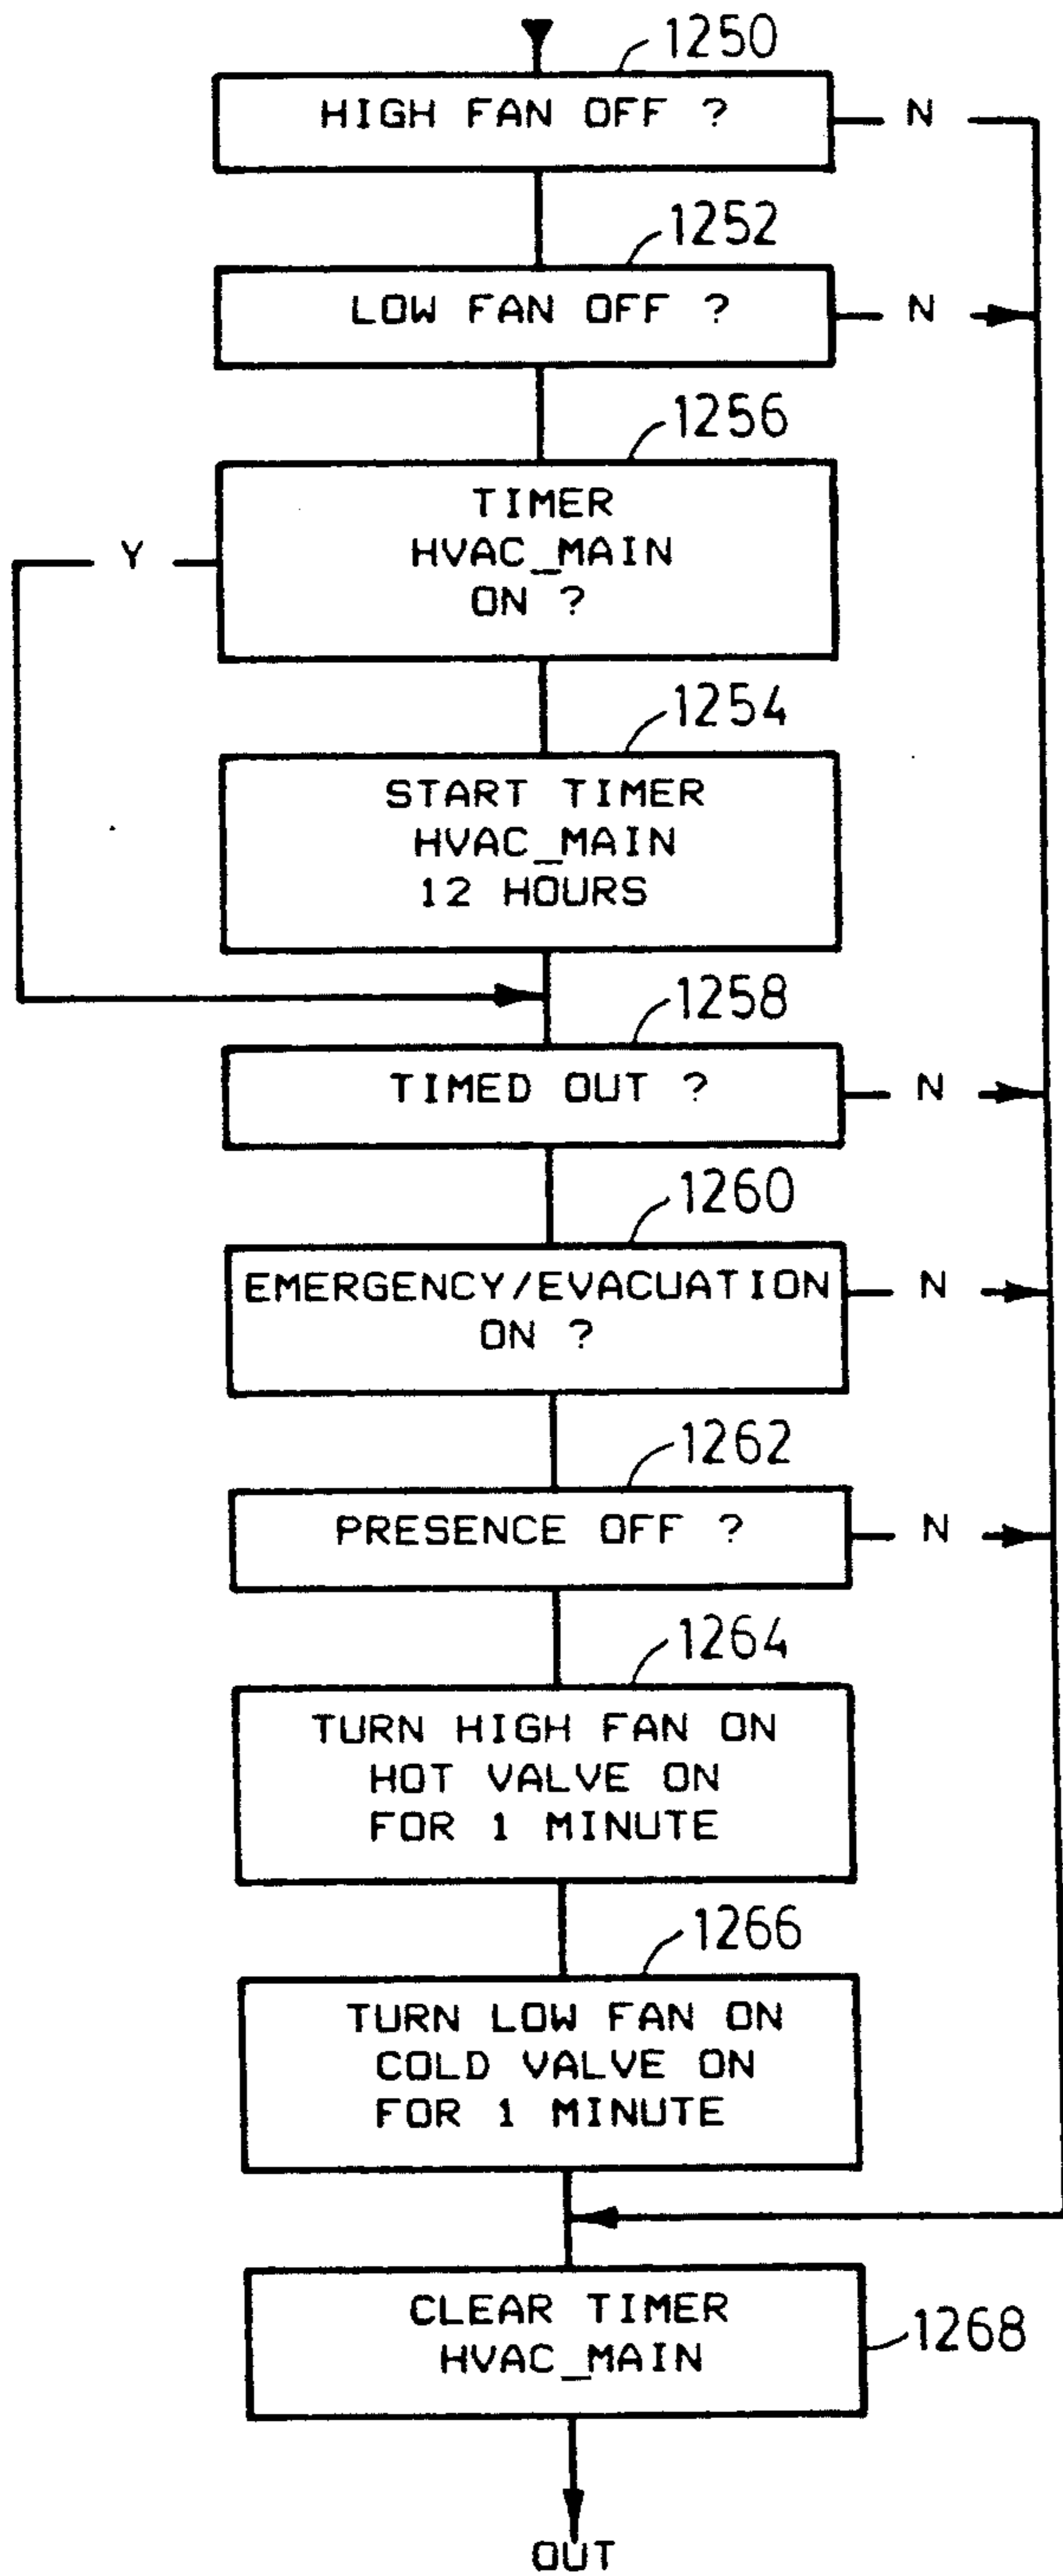 1250
HIGH FAN OFF ?
N
1252
LOW FAN OFF ?
N
1256
TIMER
HVAC_MAIN
ON ?
Y
1254
START TIMER
HVAC_MAIN
12 HOURS
1258
TIMED OUT ?
N
1260
EMERGENCY/EVACUATION
ON ?
N
1262
PRESENCE OFF ?
N
1264
TURN HIGH FAN ON
HOT VALVE ON
FOR 1 MINUTE
1266
TURN LOW FAN ON
COLD VALVE ON
FOR 1 MINUTE
CLEAR TIMER
HVAC_MAIN
1268
OUT